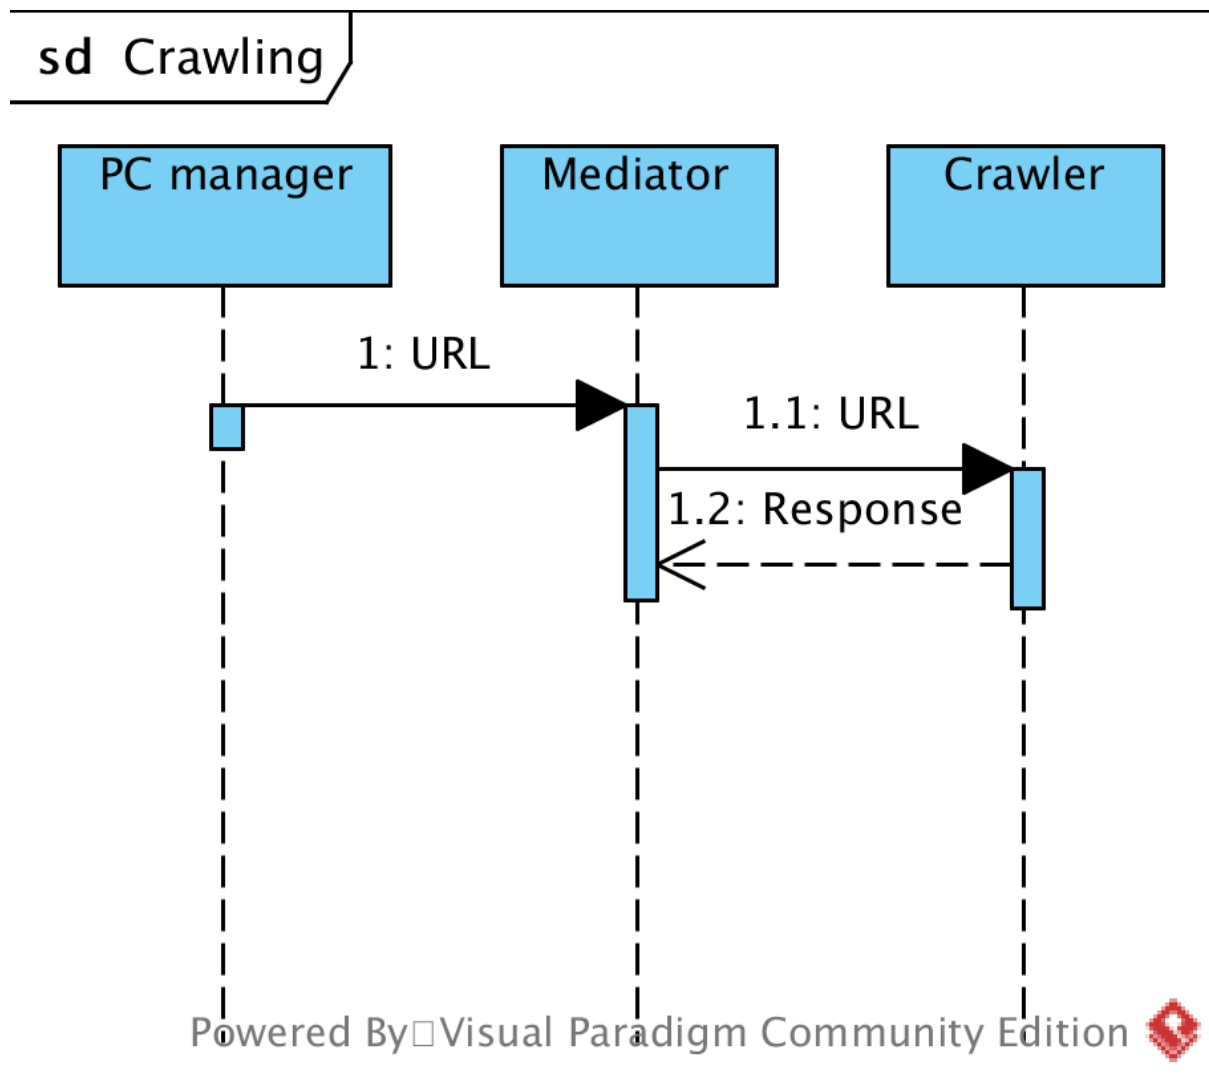 sd Crawling
PC manager
Mediator
Crawler
1: URL
1.1: URL
1.2: Response
Powered By□Visual Paradigm Community Edition